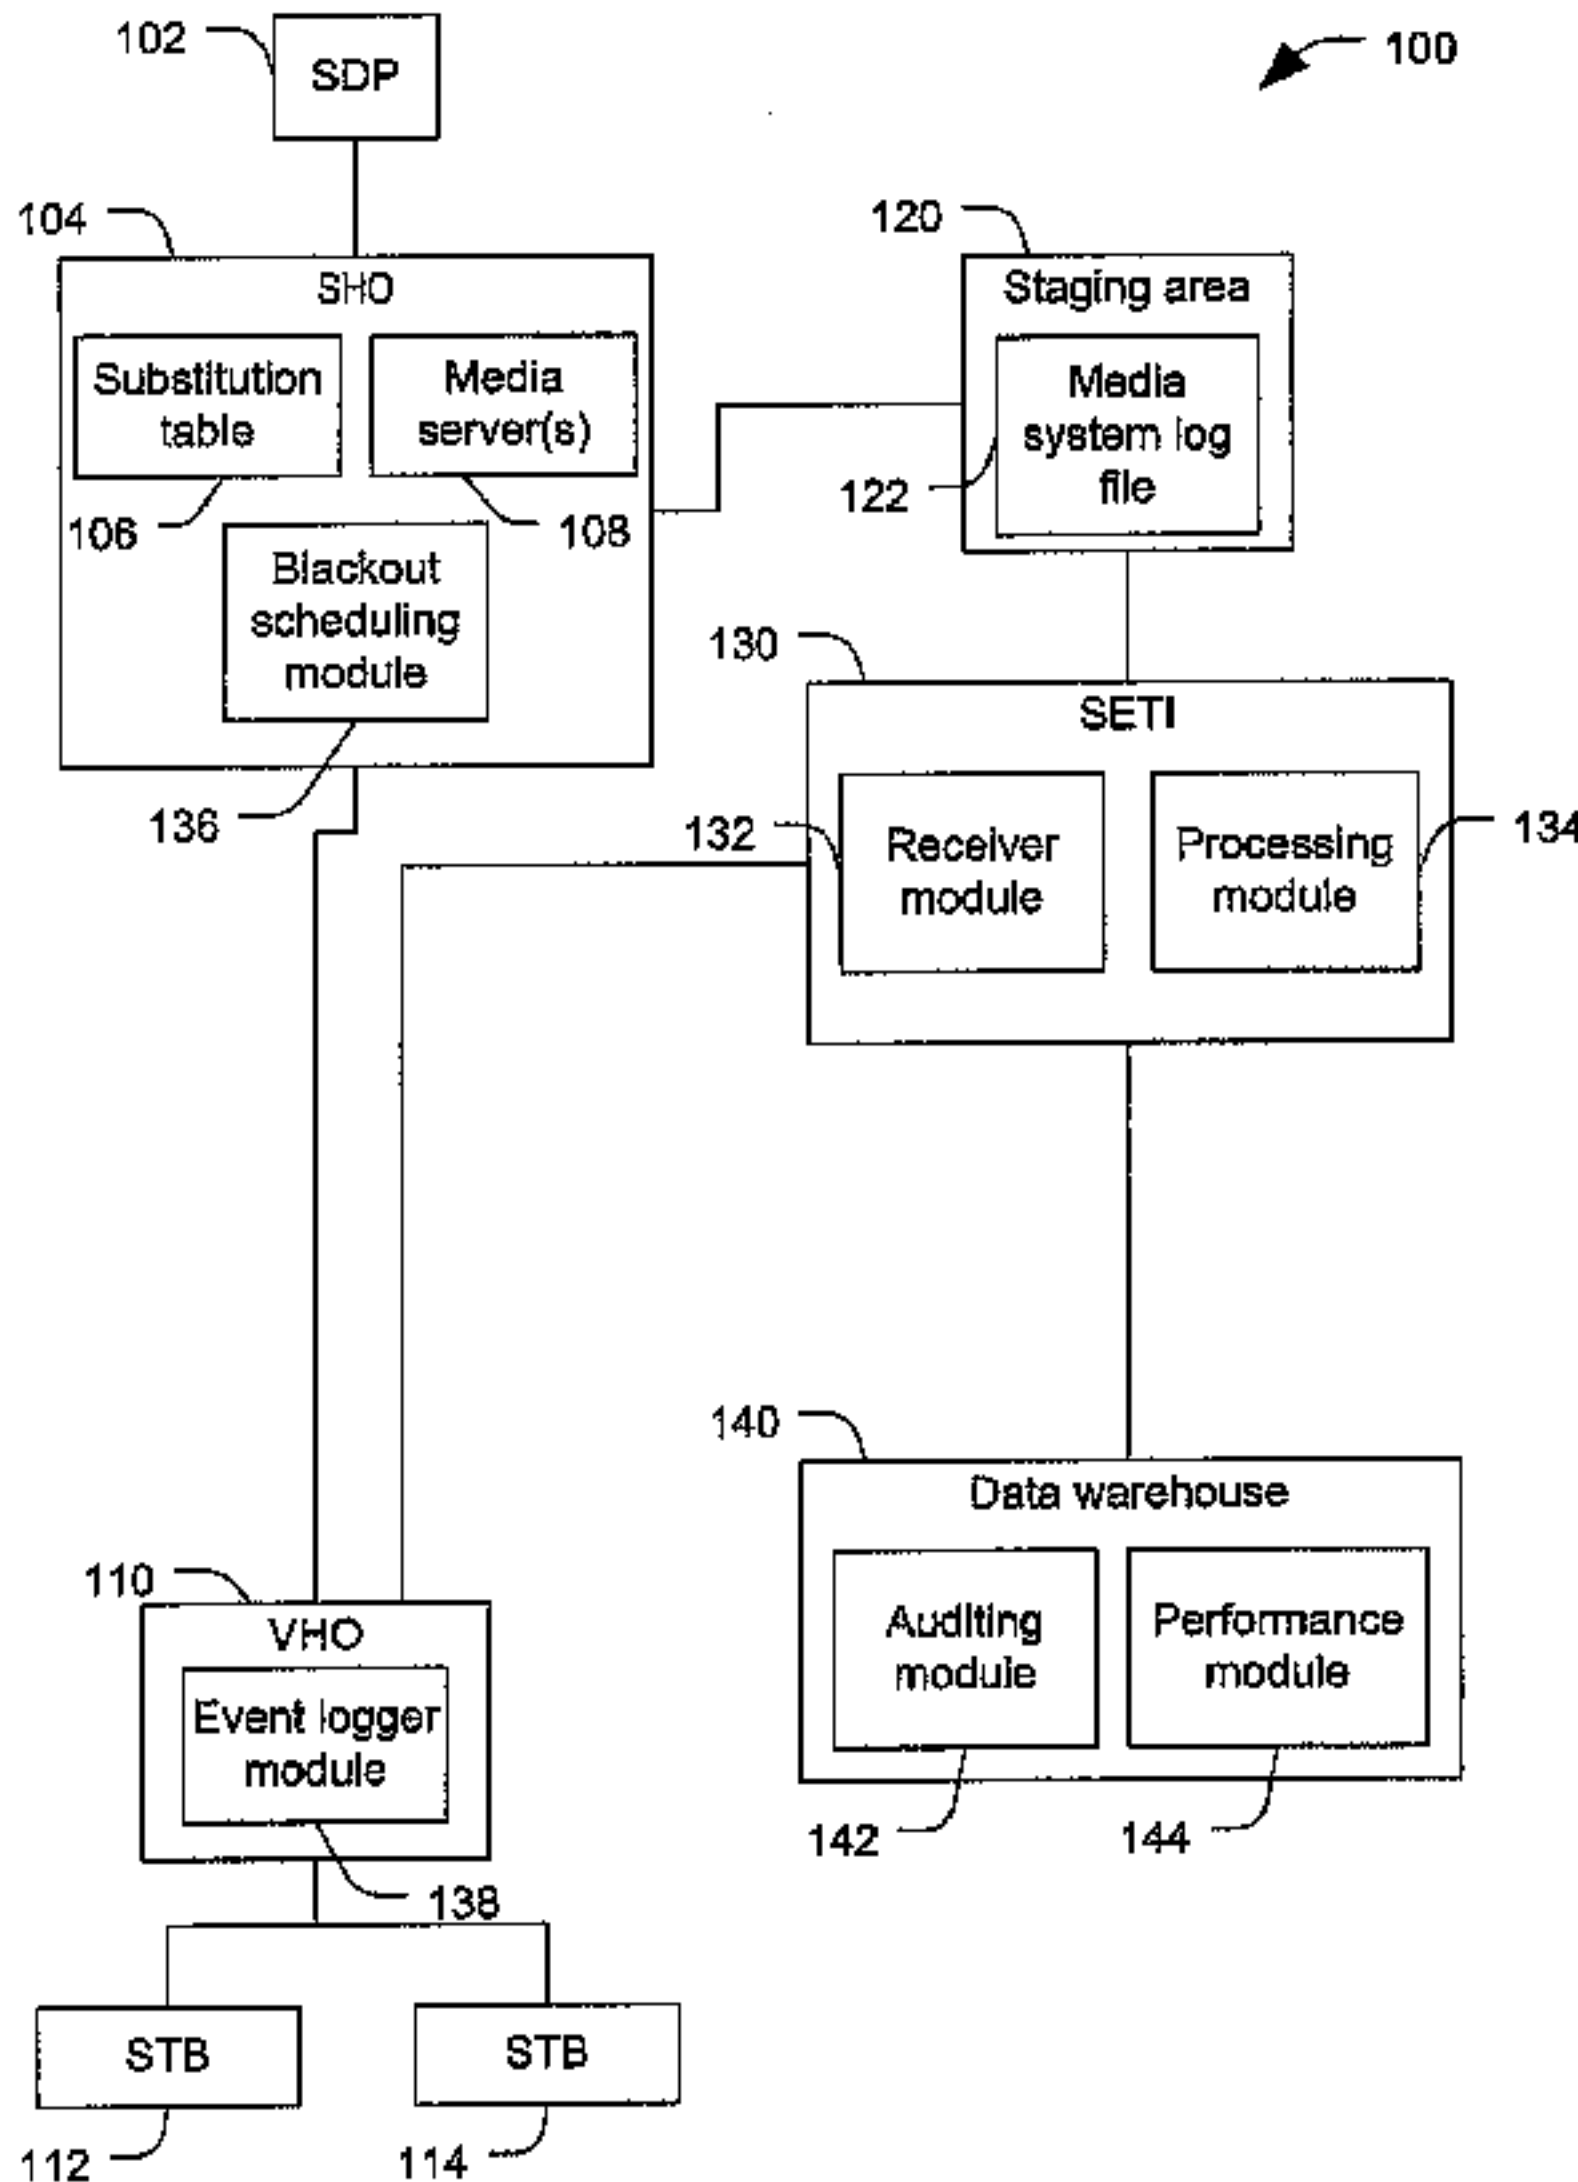 102
SDP
100
104
SHO
Substitution
table
Media
server(s)
106
108
Blackout
scheduling
module
136
120
Staging area
Media
system log
file
122
130
SETI
132
Receiver
module
Processing
module
134
140
Data warehouse
Auditing
module
Performance
module
142
144
110
VHO
Event logger
module
138
STB
STB
112
114